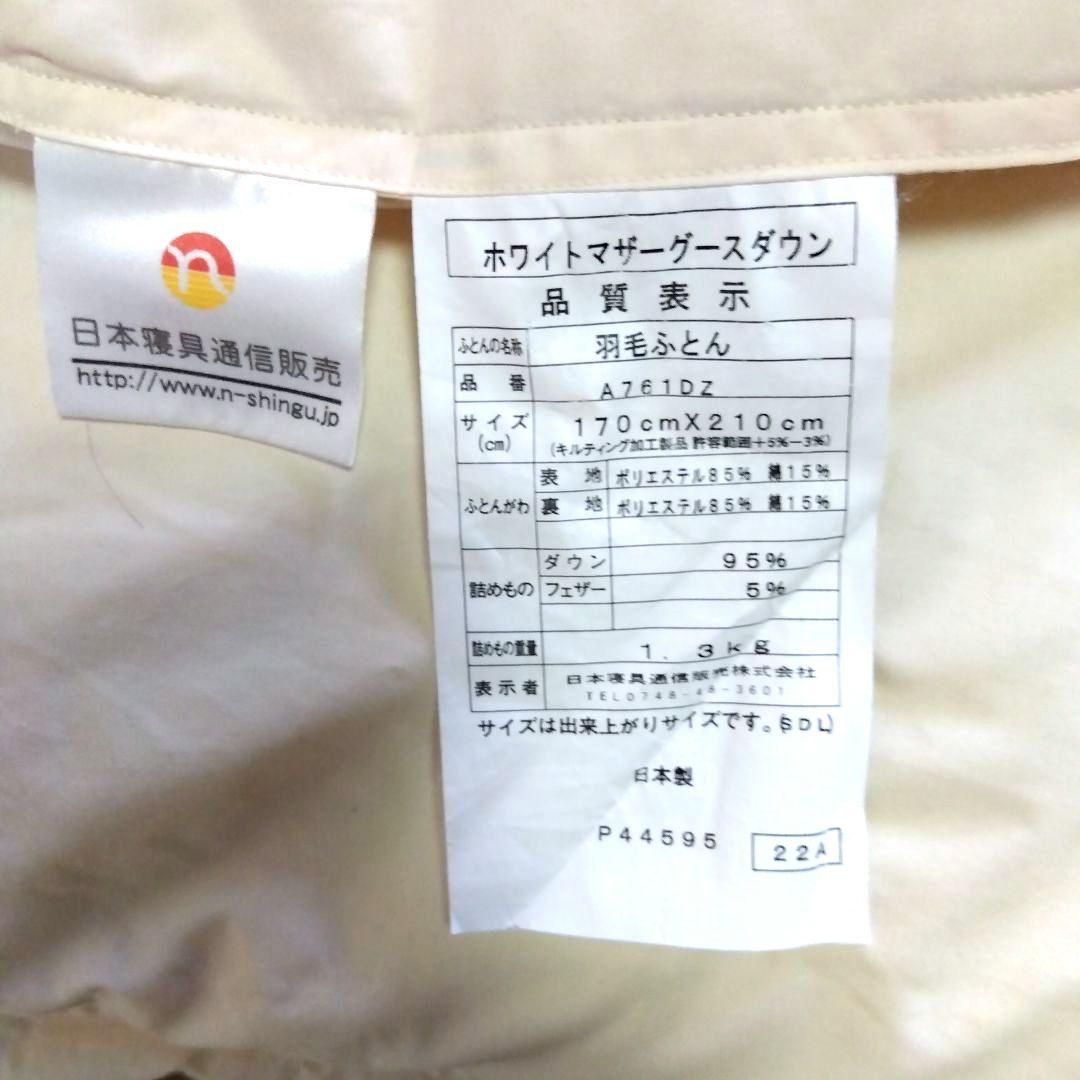 n
日本寝具通信販売
http://www.n-shingu.jp
ホワイトマザーグースダウン
品質表示
ふとんの名称 羽毛ふとん
品番 A761DZ
サイズ(cm) 170cmX210cm
(キルティング加工製品 許容範囲+5%-3%)
ふとんがわ 表地 ポリエステル85% 綿15%
裏地 ポリエステル85% 綿15%
詰めもの ダウン 95%
フェザー 5%
詰めもの重量 1.3kg
表示者 日本寝具通信販売株式会社
TEL0748-48-3601
サイズは出来上がりサイズです。(SDL)
日本製
P44595
22A